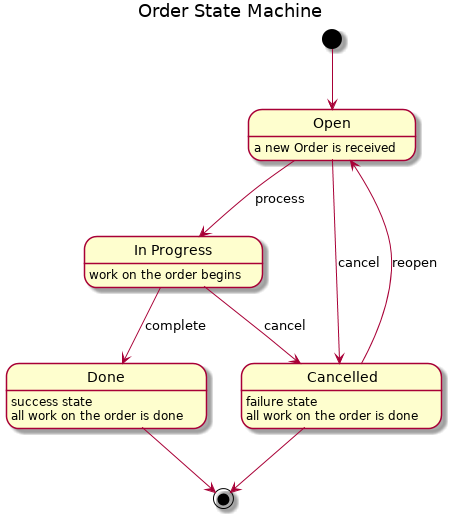 Order State Machine
Open
a new Order is received
process
In Progress
work on the order begins
cancel
reopen
complete
cancel
Done
success state
all work on the order is done
Cancelled
failure state
all work on the order is done